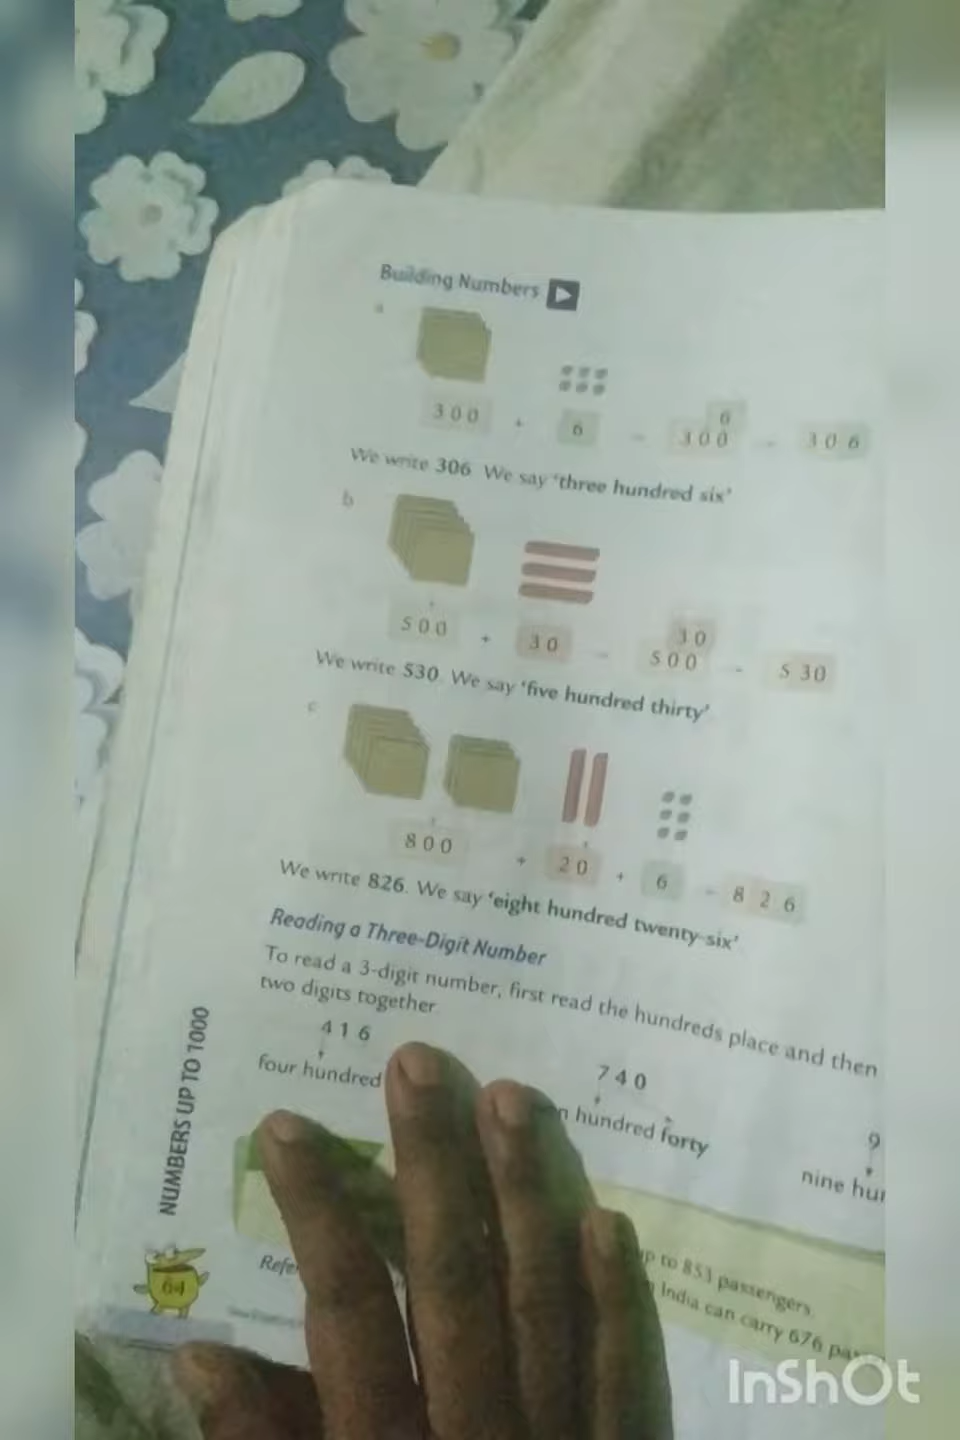 Building Numbers
a
300 + 6 = 6
300 = 306
We write 306. We say 'three hundred six'
b
500 + 30 = 30
500 = 530
We write 530. We say 'five hundred thirty'
c
800 + 20 + 6 = 826
We write 826. We say 'eight hundred twenty-six'
Reading a Three-Digit Number
To read a 3-digit number, first read the hundreds place and then
two digits together
416 740 9
four hundred hundred forty nine
up to 853 passengers.
India can carry 676
NUMBERS UP TO 1000
64
InShOt